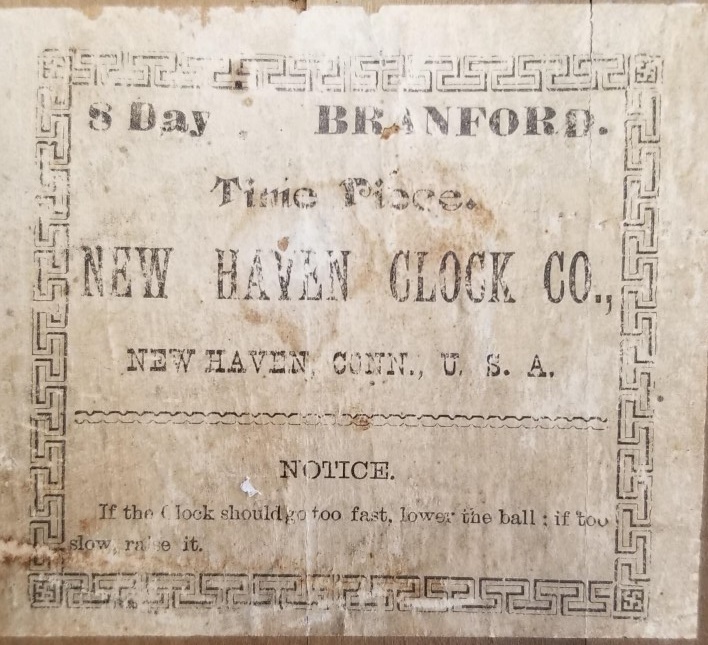 8 Day BRANFORD.
Time Piece.
NEW HAVEN CLOCK CO.,
NEW HAVEN, CONN., U. S. A.
NOTICE.
If the Clock should go too fast, lower the ball : if too
slow, raise it.